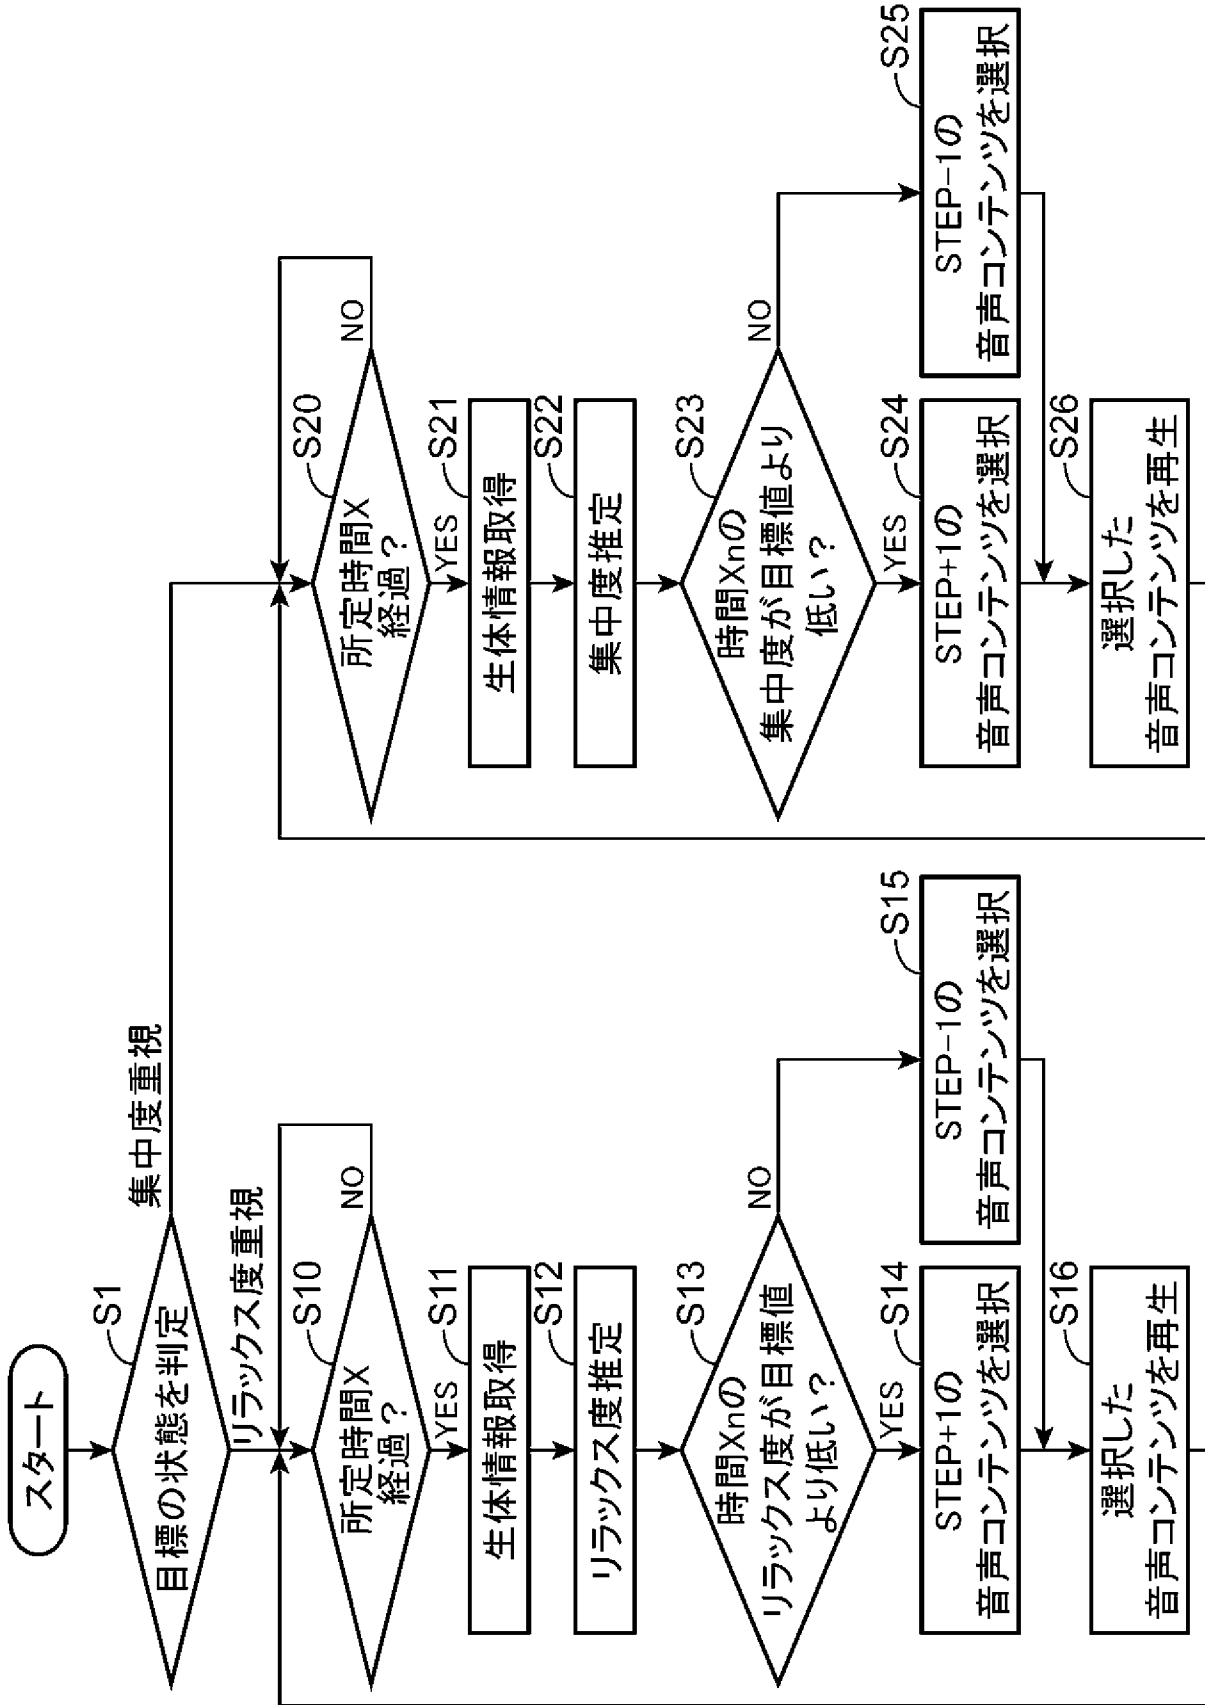 スタート
S1
目標の状態を判定
集中度重視
リラックス度重視
S10
所定時間X
経過？
NO
YES
S11
生体情報取得
S12
リラックス度推定
S13
時間Xnの
リラックス度が目標値
より低い？
NO
YES
S14
STEP+1の
音声コンテンツを選択
S15
STEP-1の
音声コンテンツを選択
S16
選択した
音声コンテンツを再生
S20
所定時間X
経過？
NO
YES
S21
生体情報取得
S22
集中度推定
S23
時間Xnの
集中度が目標値より
低い？
NO
YES
S24
STEP+1の
音声コンテンツを選択
S25
STEP-1の
音声コンテンツを選択
S26
選択した
音声コンテンツを再生